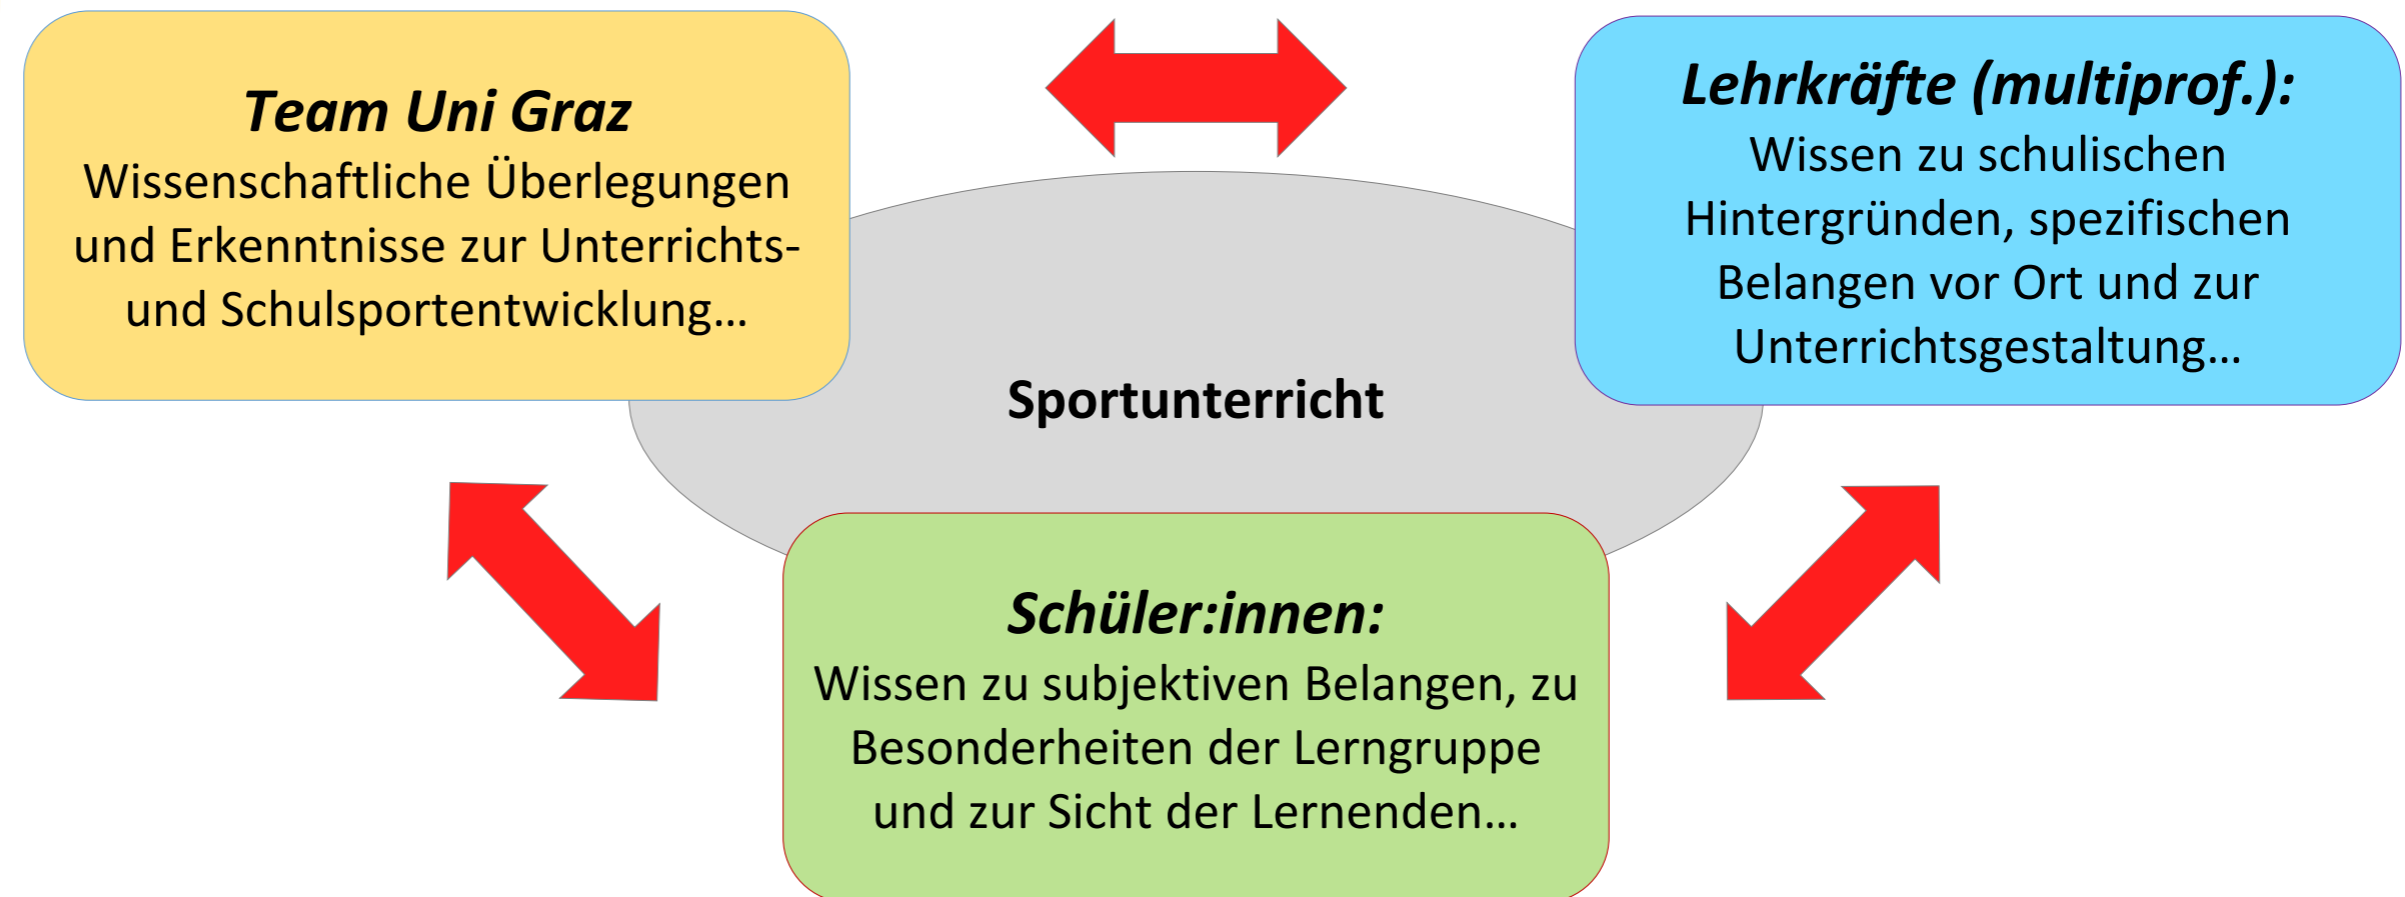 Team Uni Graz
Wissenschaftliche Überlegungen
und Erkenntnisse zur Unterrichts-
und Schulsportentwicklung…
Lehrkräfte (multiprof.):
Wissen zu schulischen
Hintergründen, spezifischen
Belangen vor Ort und zur
Unterrichtsgestaltung…
Sportunterricht
Schüler:innen:
Wissen zu subjektiven Belangen, zu
Besonderheiten der Lerngruppe
und zur Sicht der Lernenden…